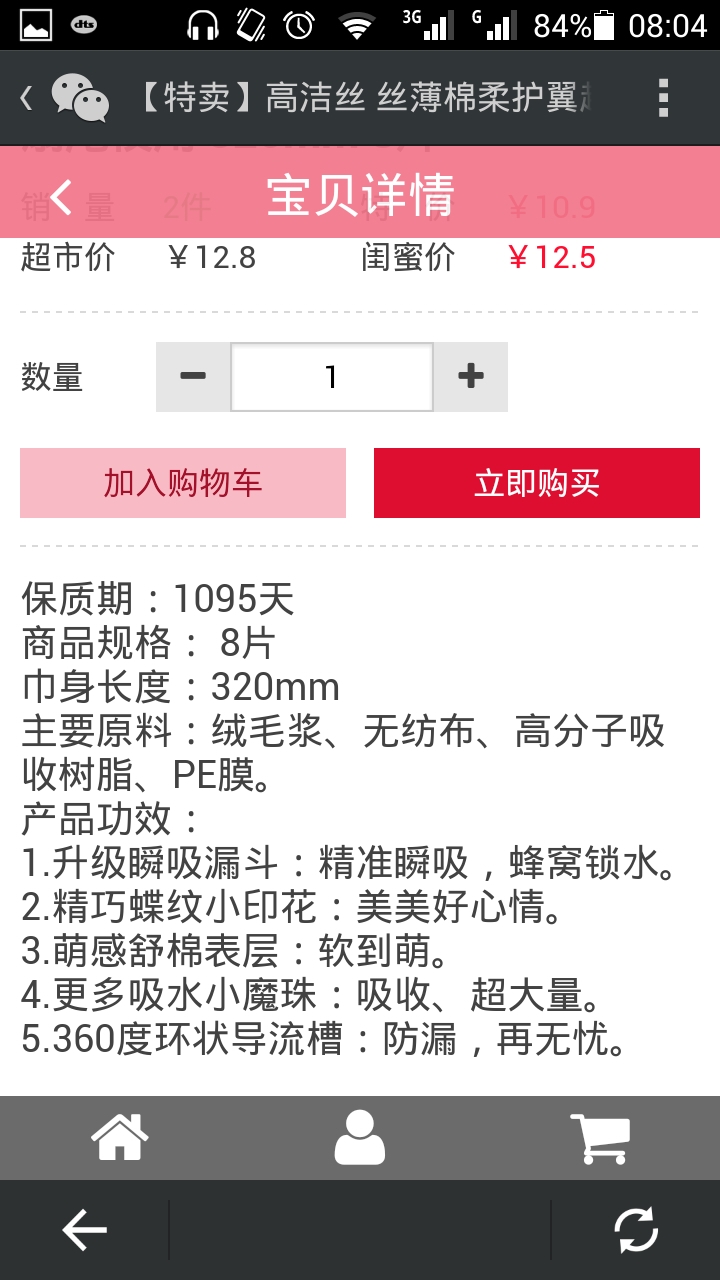 dts 3G G 84% 08:04
【特卖】高洁丝 丝薄棉柔护翼
宝贝详情
销 量 2件 特 价 ￥10.9
超市价 ￥12.8 闺蜜价 ￥12.5
数量 1
加入购物车 立即购买
保质期：1095天
商品规格： 8片
巾身长度：320mm
主要原料：绒毛浆、无纺布、高分子吸
收树脂、PE膜。
产品功效：
1.升级瞬吸漏斗：精准瞬吸，蜂窝锁水。
2.精巧蝶纹小印花：美美好心情。
3.萌感舒棉表层：软到萌。
4.更多吸水小魔珠：吸收、超大量。
5.360度环状导流槽：防漏，再无忧。